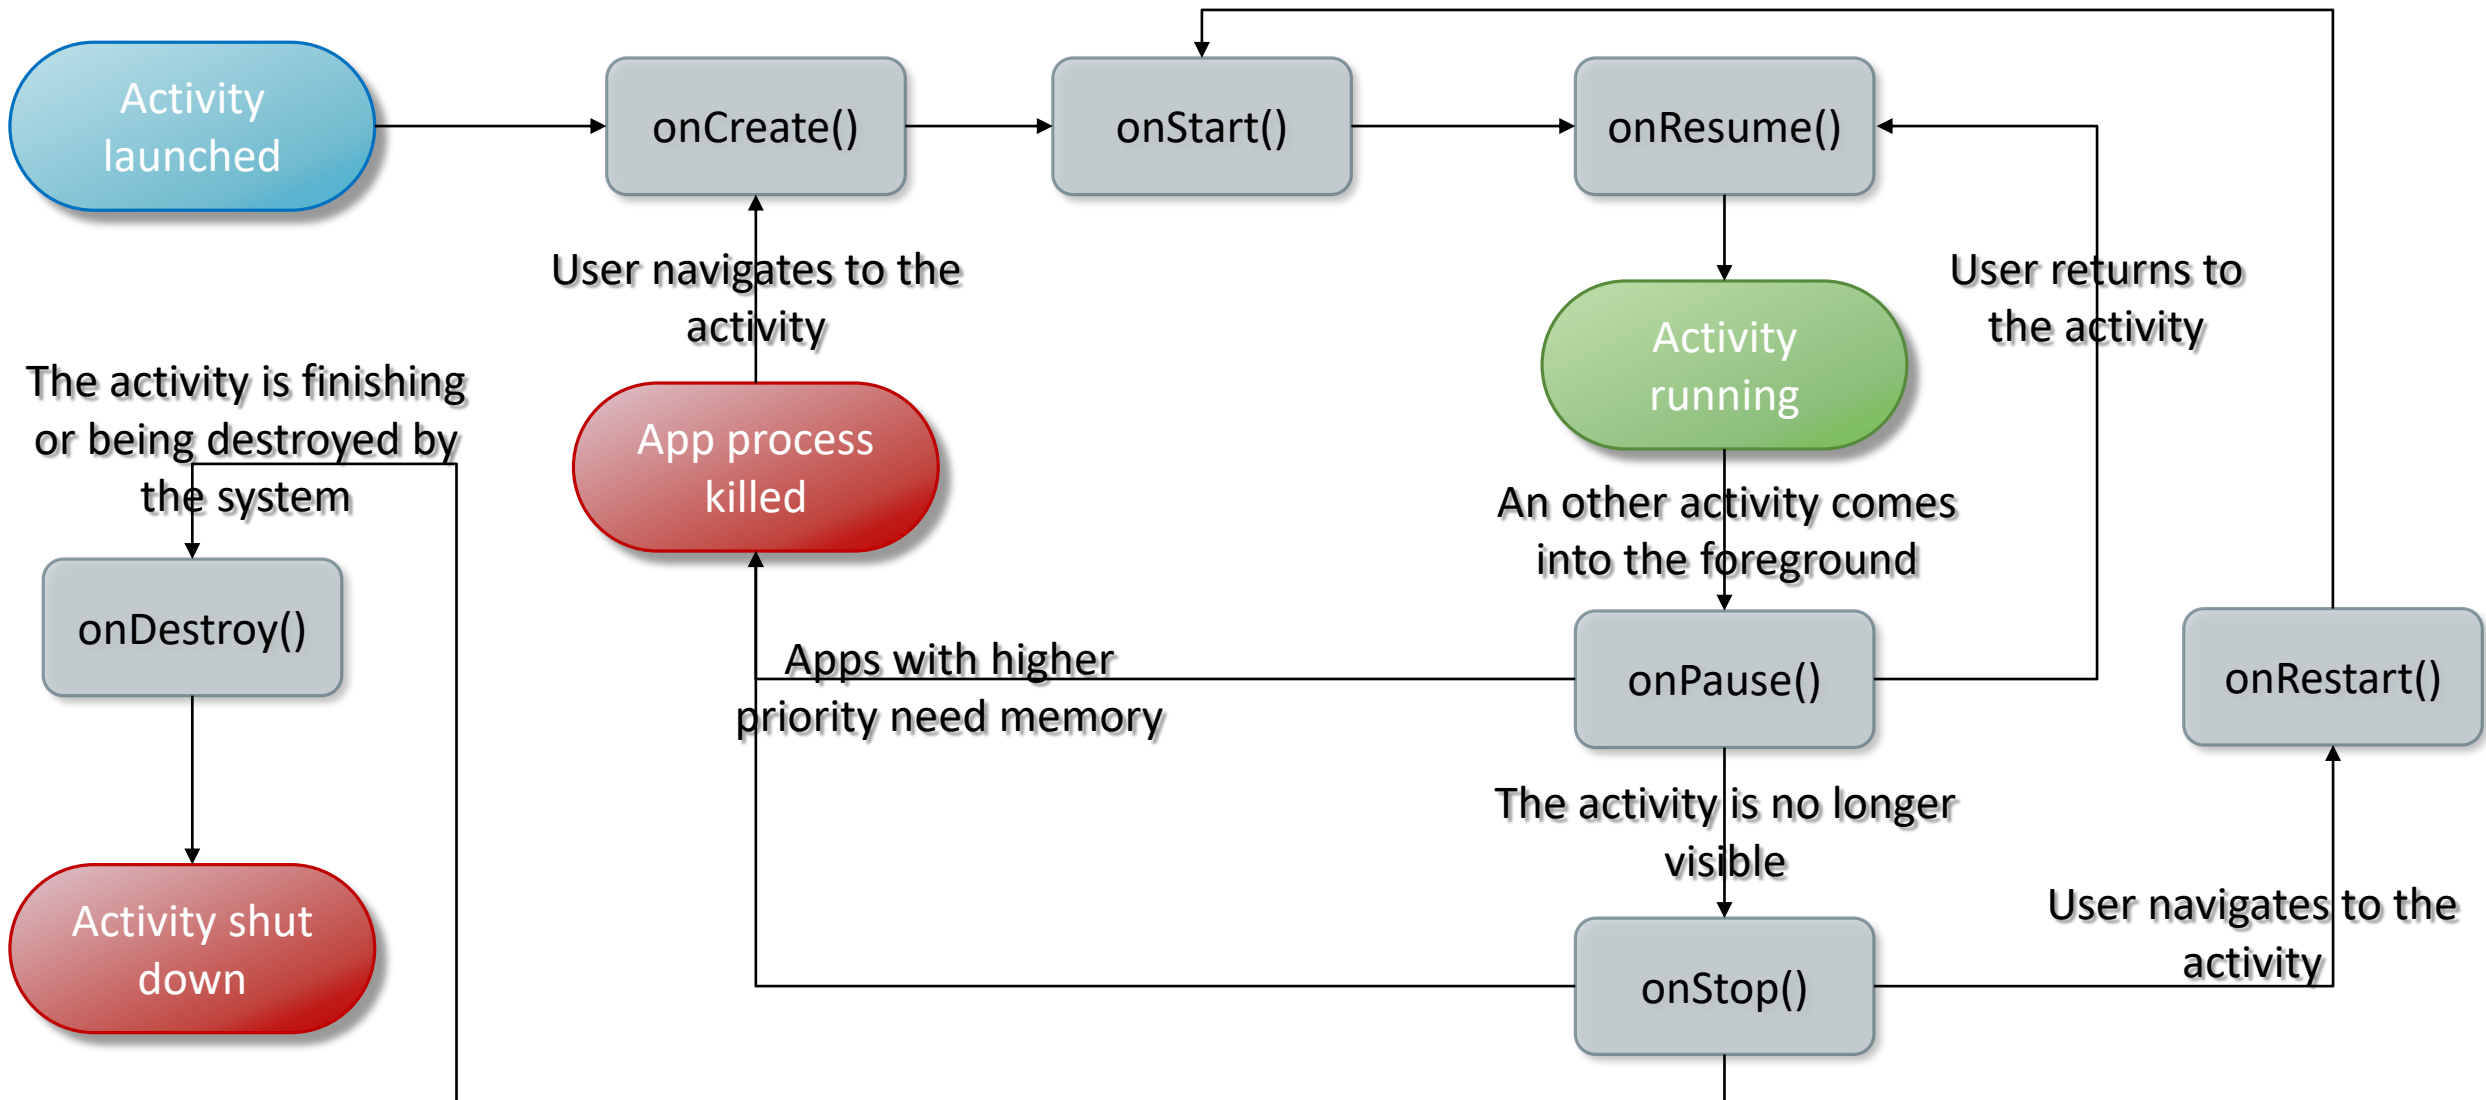 Activity
launched
onCreate()
onStart()
onResume()
User navigates to the
activity
User returns to
the activity
Activity
running
The activity is finishing
or being destroyed by
the system
App process
killed
An other activity comes
into the foreground
onDestroy()
Apps with higher
priority need memory
onPause()
onRestart()
The activity is no longer
visible
Activity shut
down
onStop()
User navigates to the
activity